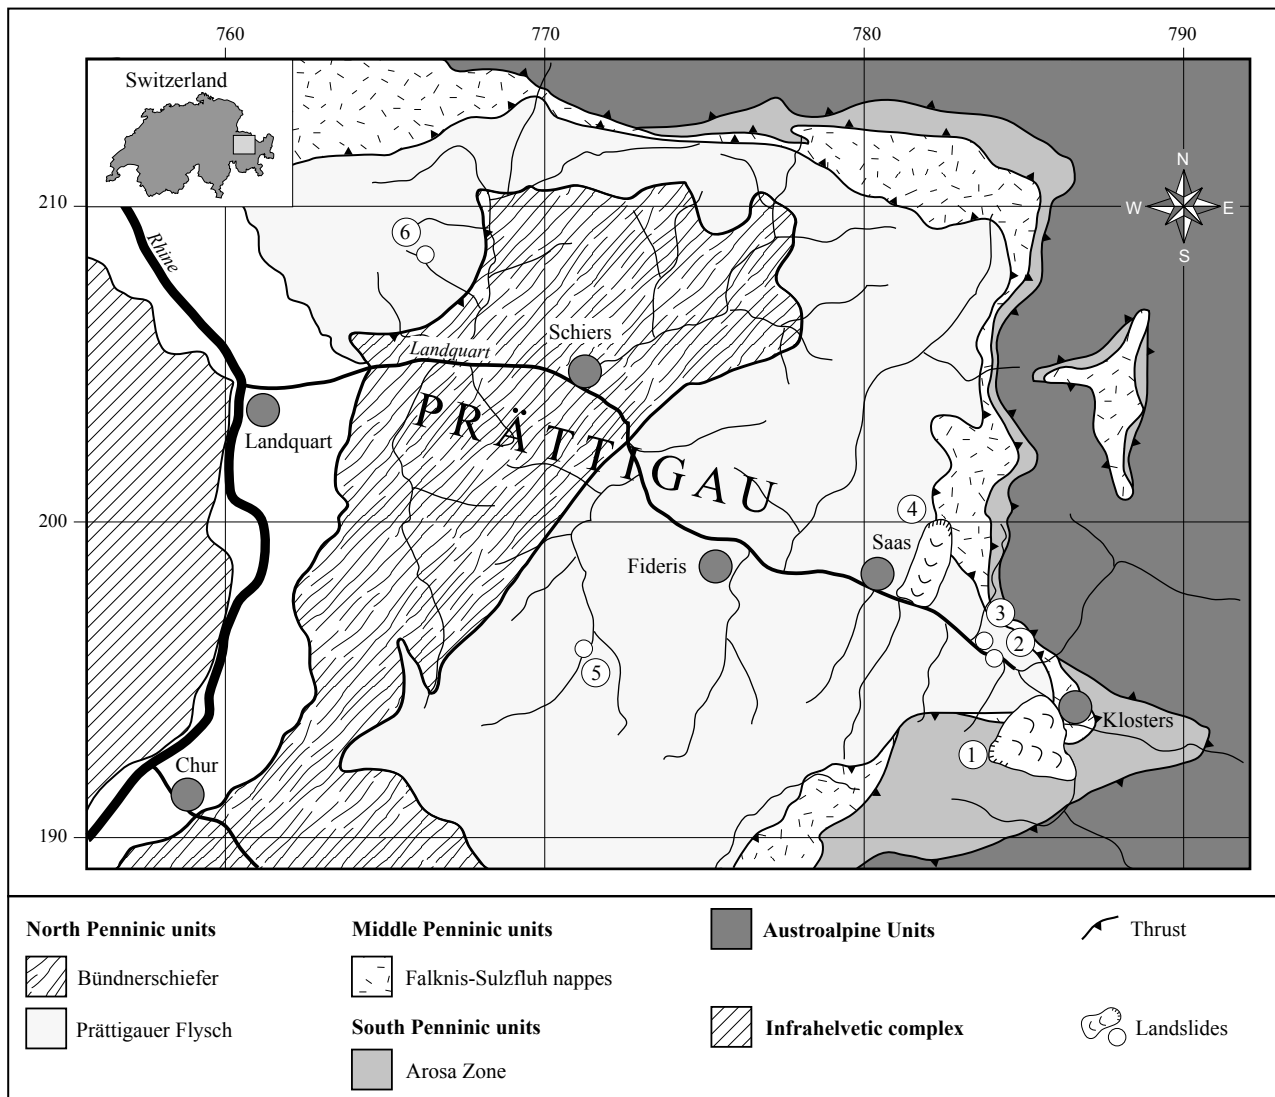 760 770 780 790
Switzerland
N
W E
S
210
Rhine
6
Schiers
Landquart
Landquart
PRÄTTIGAU
200
4
Saas
Fideris
3
2
5
Klosters
1
Chur
190
North Penninic units
Bündnerschiefer
Prättigauer Flysch
Middle Penninic units
Falknis-Sulzfluh nappes
South Penninic units
Arosa Zone
Austroalpine Units
Infrahelvetic complex
Thrust
Landslides